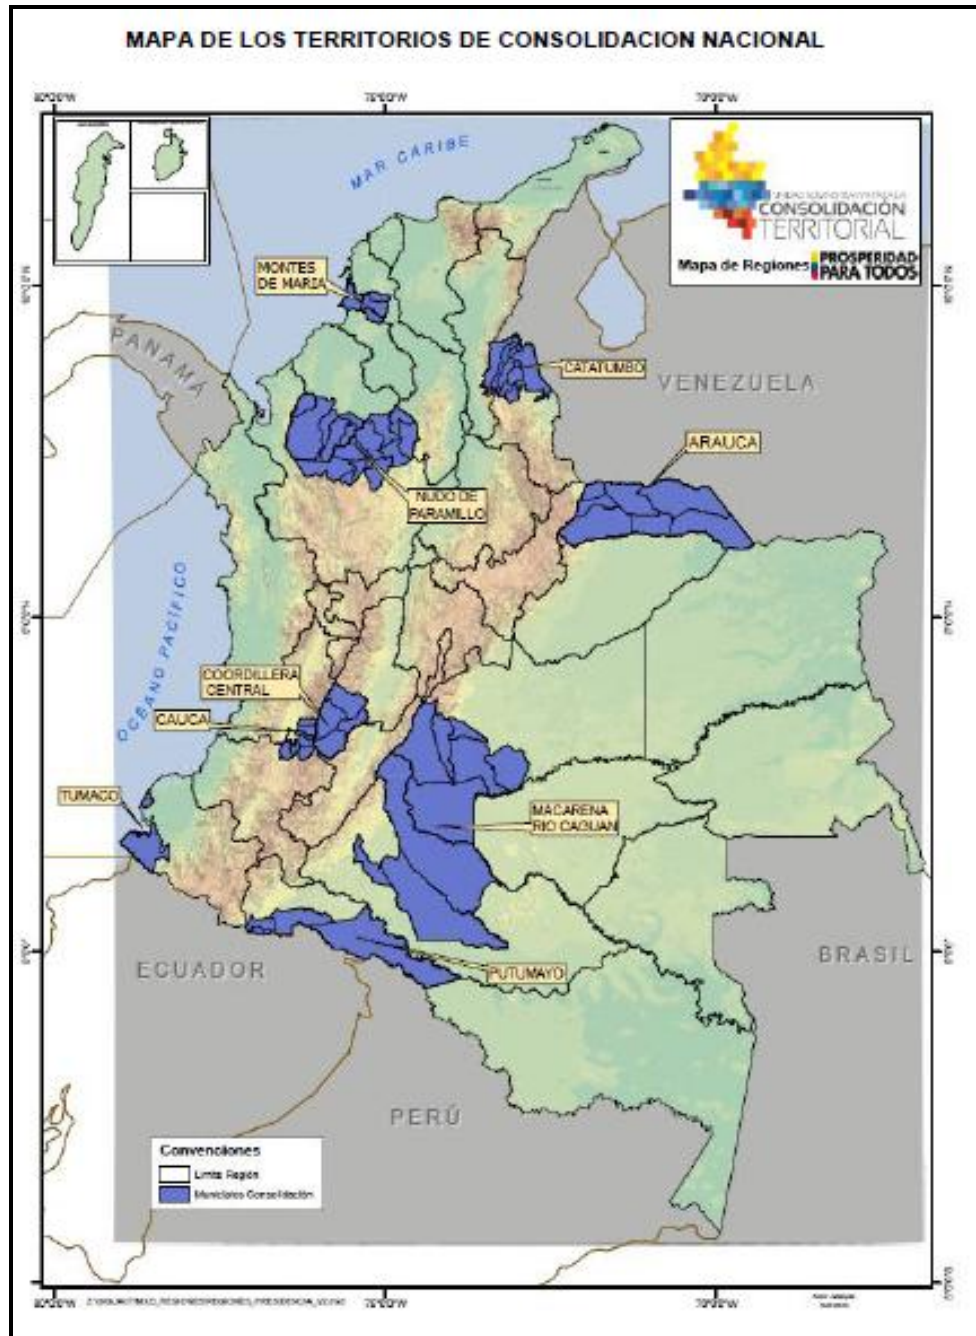 MAPA DE LOS TERRITORIOS DE CONSOLIDACION NACIONAL
MAR CARIBE
CONSOLIDACIÓN
TERRITORIAL
Mapa de Regiones
PROSPERIDAD
PARA TODOS
MONTES
DE MARIA
PANAMÁ
CATATUMBO
VENEZUELA
ARAUCA
NUDO DE
PARAMILLO
OCEANO PACÍFICO
COORDILLERA
CENTRAL
CAUCA
TUMACO
MACARENA
RIO CAGUAN
ECUADOR
PUTUMAYO
BRASIL
PERÚ
Convenciones
Limite Región
Municipios Consolidación